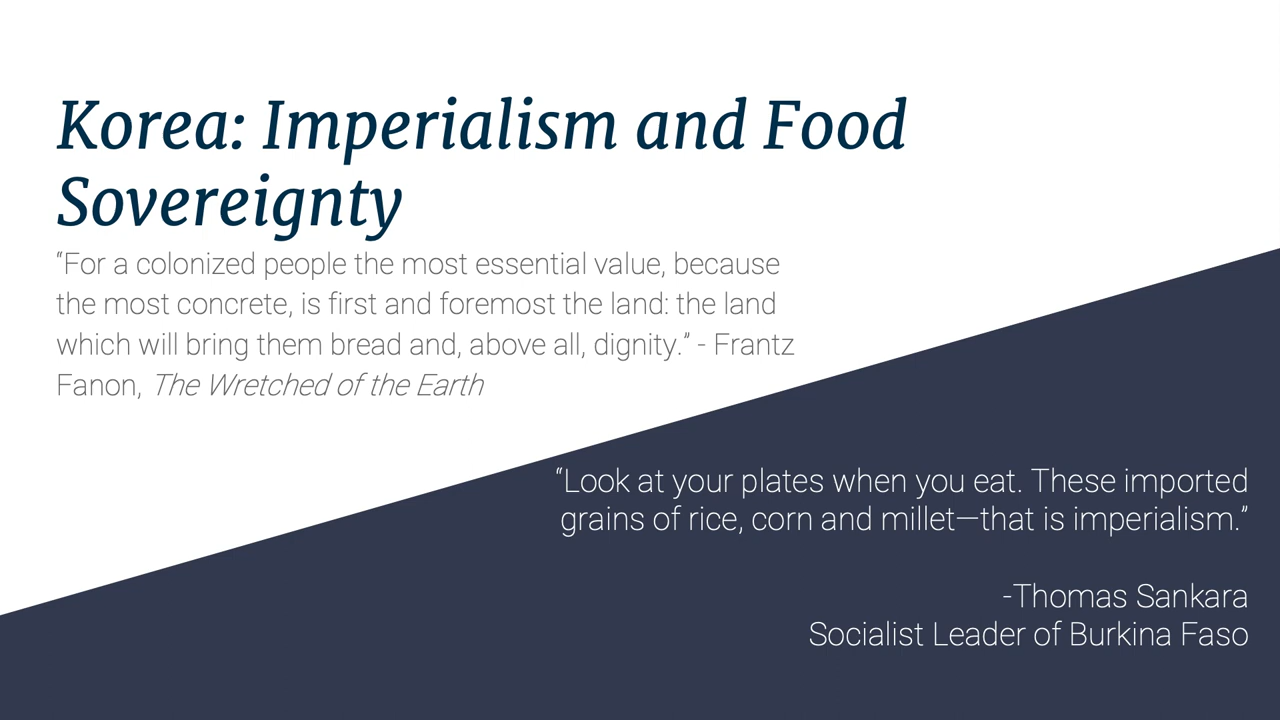 Korea: Imperialism and Food
Sovereignty
“For a colonized people the most essential value, because
the most concrete, is first and foremost the land: the land
which will bring them bread and, above all, dignity.” - Frantz
Fanon, The Wretched of the Earth
“Look at your plates when you eat. These imported
grains of rice, corn and millet—that is imperialism.”
-Thomas Sankara
Socialist Leader of Burkina Faso